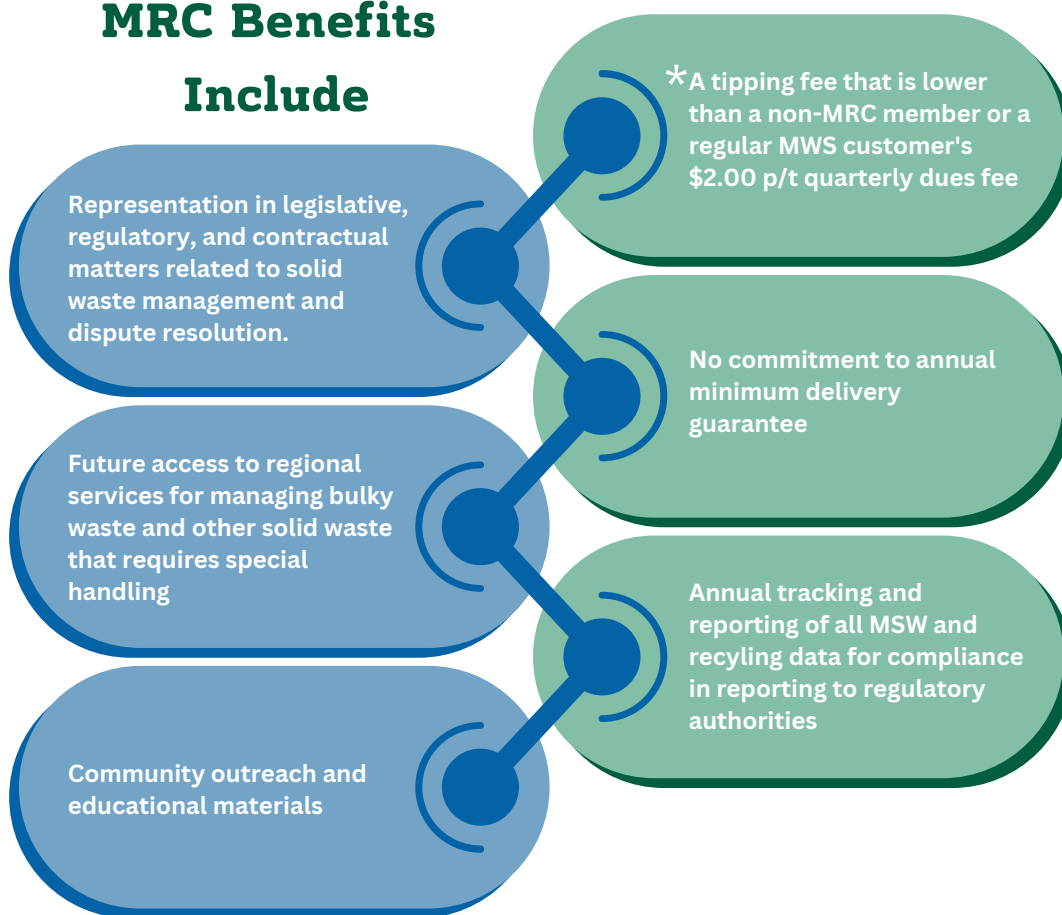 MRC Benefits
Include
*A tipping fee that is lower
than a non-MRC member or a
regular MWS customer's
$2.00 p/t quarterly dues fee
Representation in legislative,
regulatory, and contractual
matters related to solid
waste management and
dispute resolution.
No commitment to annual
minimum delivery
guarantee
Future access to regional
services for managing bulky
waste and other solid waste
that requires special
handling
Annual tracking and
reporting of all MSW and
recyling data for compliance
in reporting to regulatory
authorities
Community outreach and
educational materials